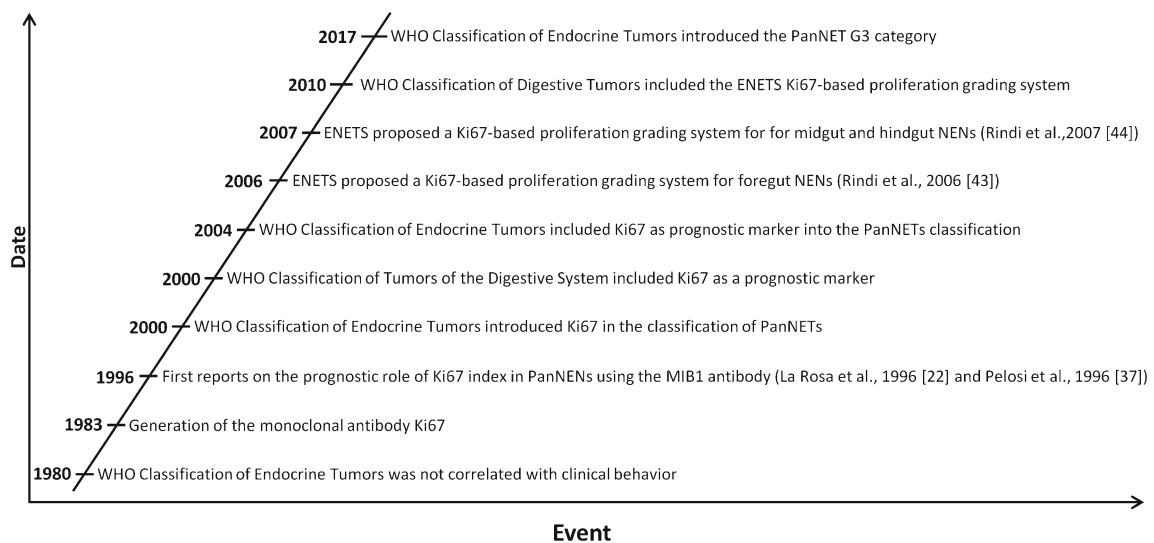 2017 WHO Classification of Endocrine Tumors introduced the PanNET G3 category
2010 WHO Classification of Digestive Tumors included the ENETS Ki67-based proliferation grading system
2007 ENETS proposed a Ki67-based proliferation grading system for for midgut and hindgut NENs (Rindi et al.,2007 [44])
2006 ENETS proposed a Ki67-based proliferation grading system for foregut NENs (Rindi et al., 2006 [43])
2004 WHO Classification of Endocrine Tumors included Ki67 as prognostic marker into the PanNETs classification
Date
2000 WHO Classification of Tumors of the Digestive System included Ki67 as a prognostic marker
2000 WHO Classification of Endocrine Tumors introduced Ki67 in the classification of PanNETs
1996 First reports on the prognostic role of Ki67 index in PanNENs using the MIB1 antibody (La Rosa et al., 1996 [22] and Pelosi et al., 1996 [37])
1983 Generation of the monoclonal antibody Ki67
1980 WHO Classification of Endocrine Tumors was not correlated with clinical behavior
Event